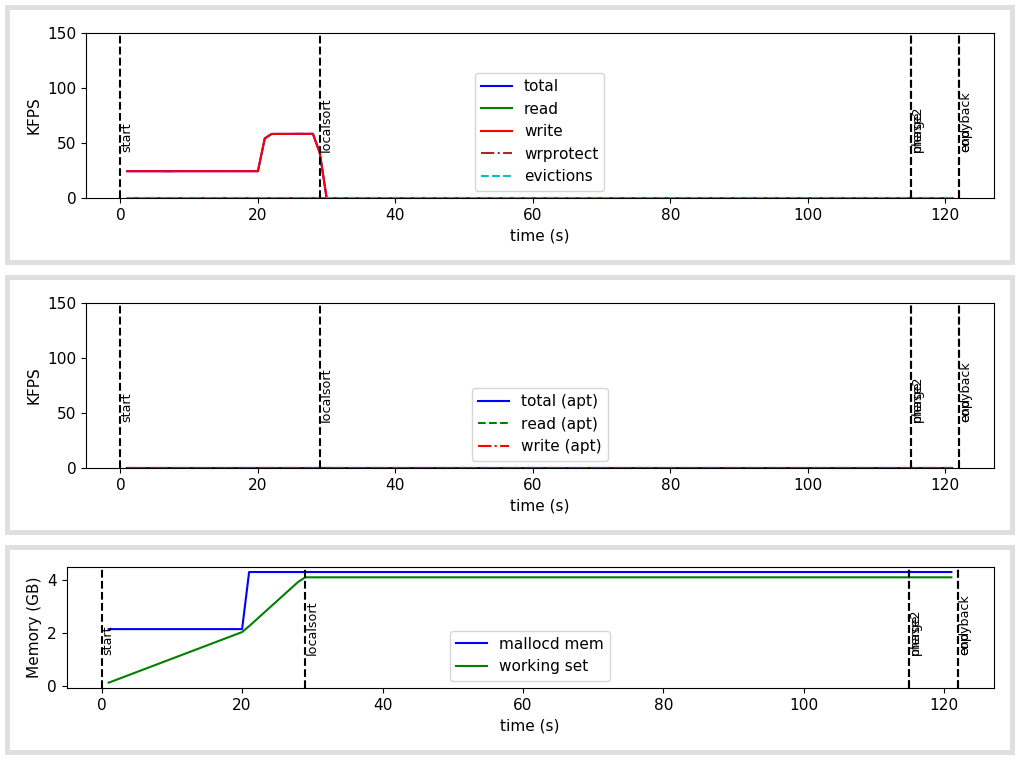 150
100
50
0
KFPS
start
localsort
copyback
total
read
write
wrprotect
evictions
0 20 40 60 80 100 120
time (s)
150
100
50
0
KFPS
start
localsort
copyback
total (apt)
read (apt)
write (apt)
0 20 40 60 80 100 120
time (s)
4
2
0
Memory (GB)
start
localsort
copyback
mallocd mem
working set
0 20 40 60 80 100 120
time (s)